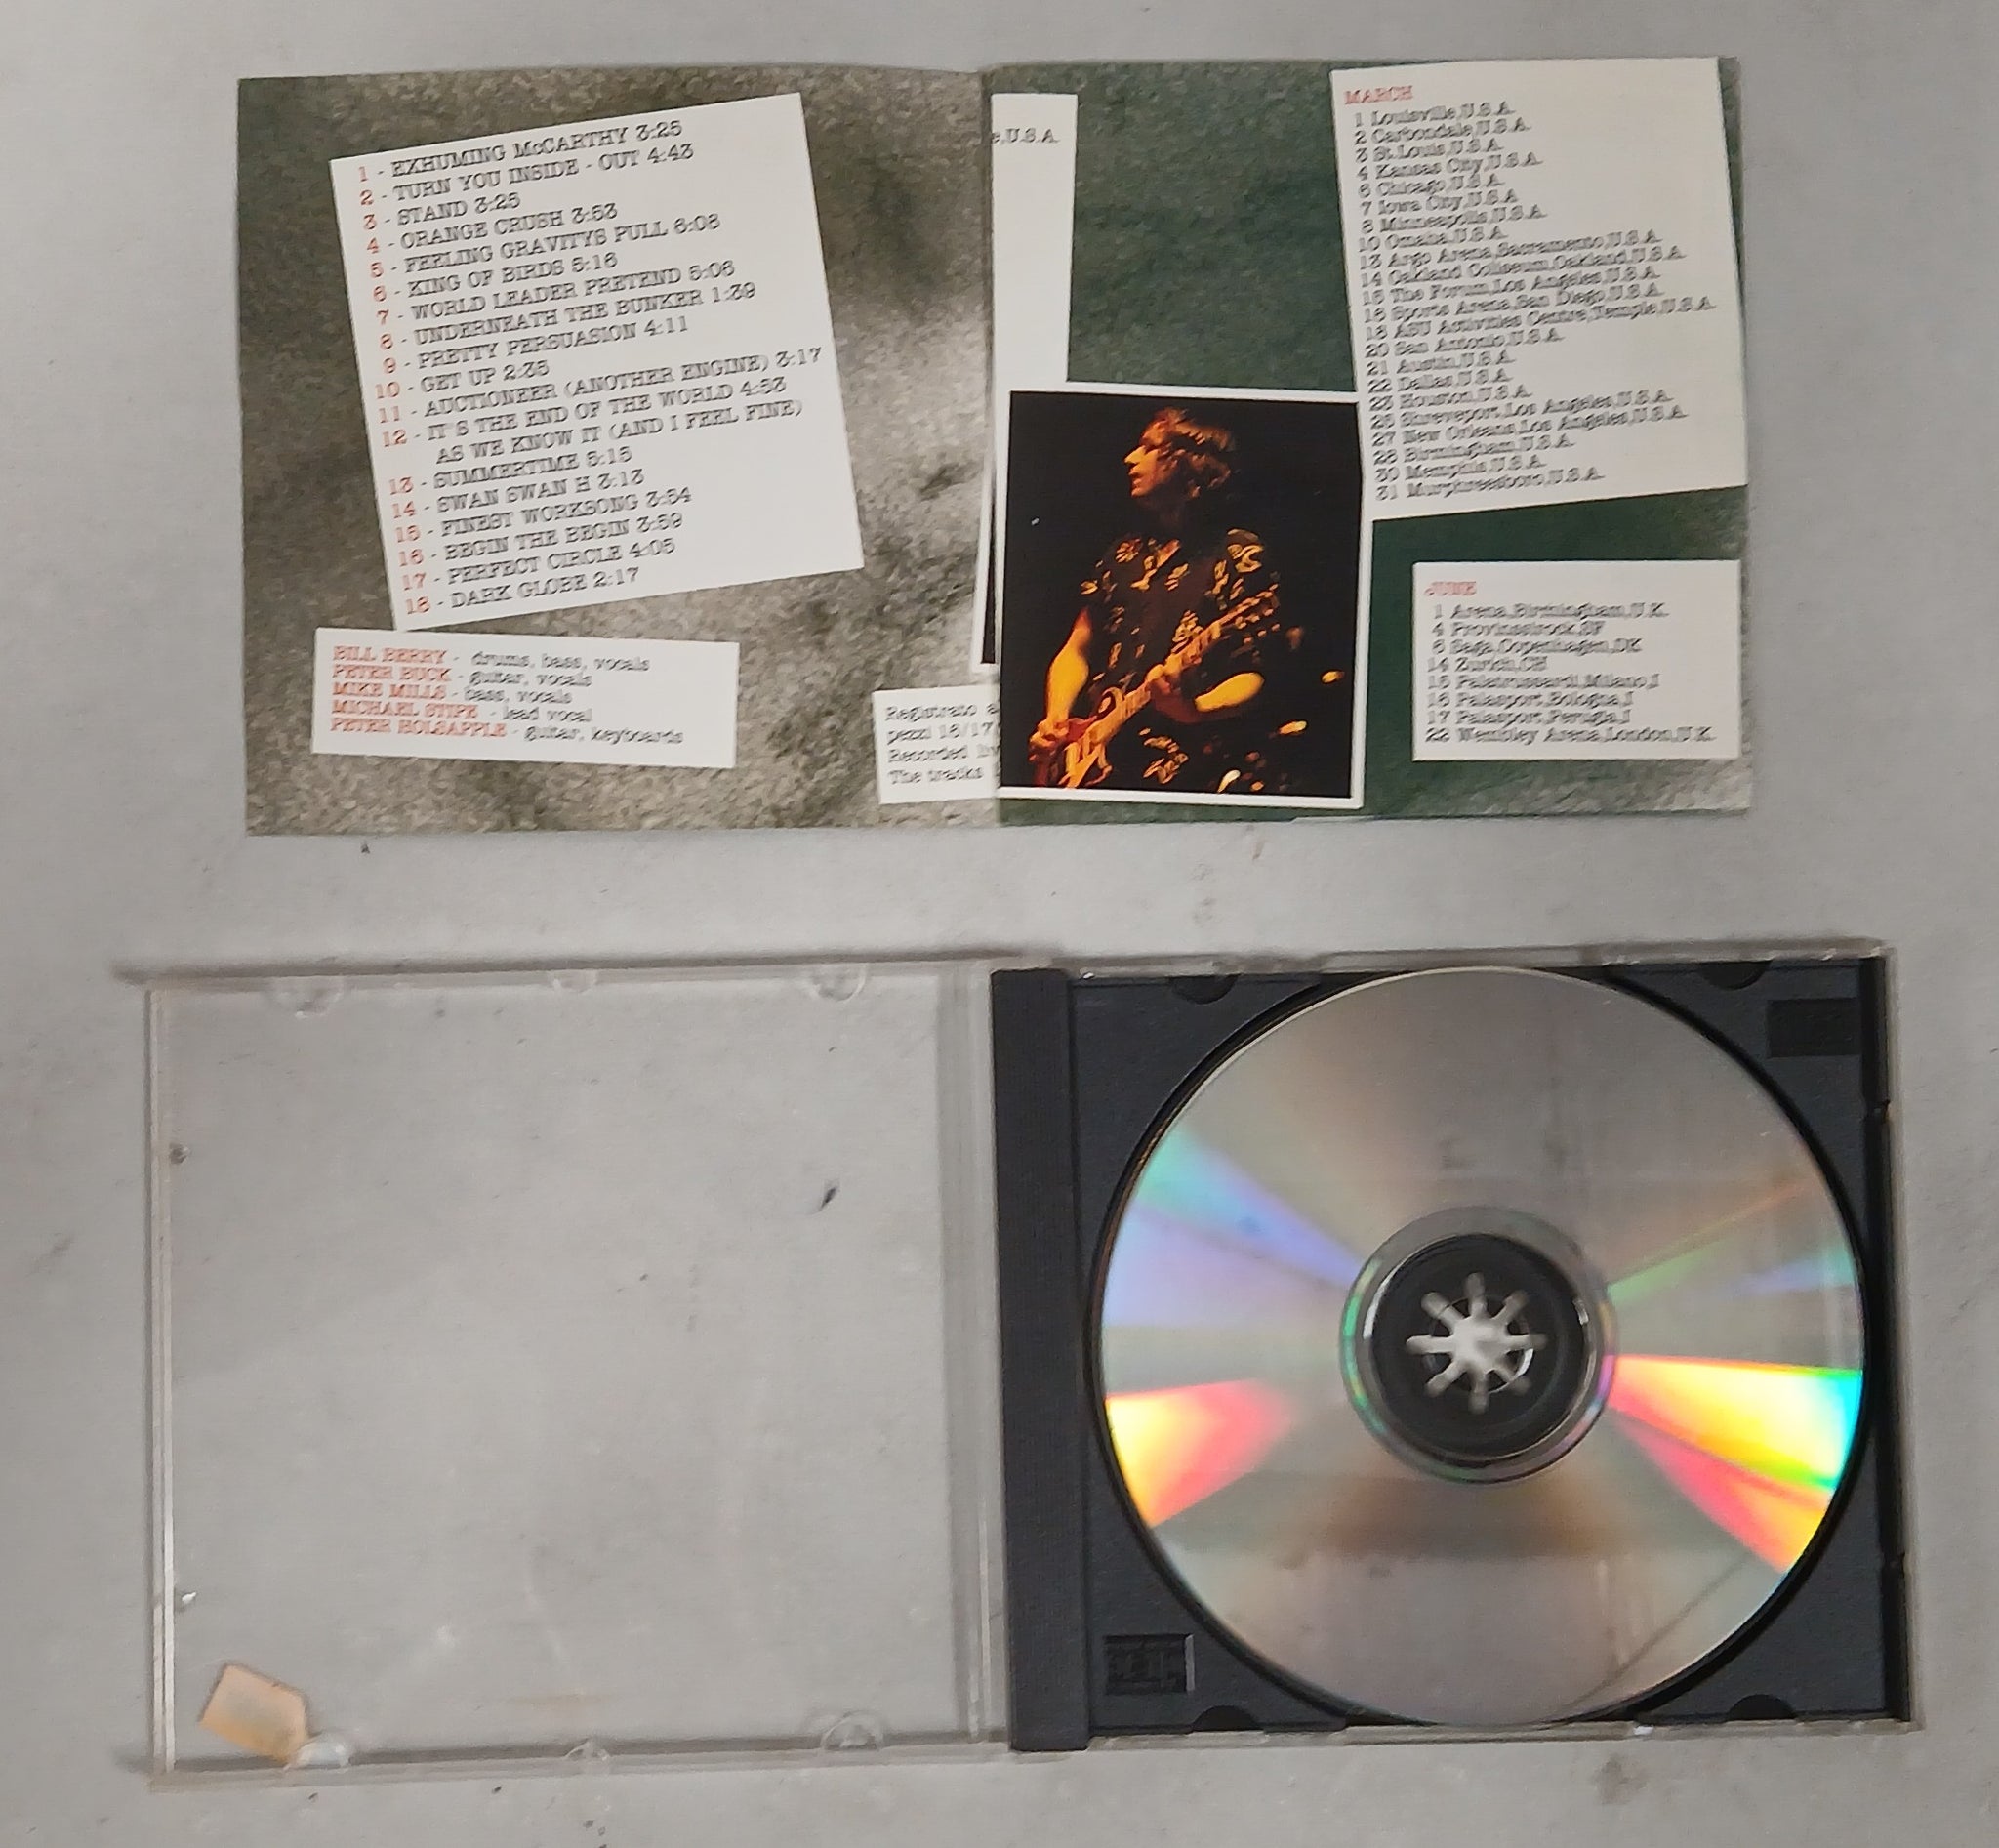 1 - EXHUMING McCARTHY 3:25
2 - TURN YOU INSIDE - OUT 4:43
3 - STAND 3:25
4 - ORANGE CRUSH 3:53
5 - FEELING GRAVITYS PULL 6:08
6 - KING OF BIRDS 5:16
7 - WORLD LEADER PRETEND 5:06
8 - UNDERNEATH THE BUNKER 1:39
9 - PRETTY PERSUASION 4:11
10 - GET UP 2:35
11 - AUCTIONEER (ANOTHER ENGINE) 3:17
12 - IT'S THE END OF THE WORLD 4:53
AS WE KNOW IT (AND I FEEL FINE)
13 - SUMMERTIME 5:15
14 - SWAN SWAN H 3:13
15 - FINEST WORKSONG 3:54
16 - BEGIN THE BEGIN 3:59
17 - PERFECT CIRCLE 4:05
18 - DARK GLOBE 2:17
BILL BERRY - drums, bass, vocals
PETER BUCK - guitar, vocals
MIKE MILLS - bass, vocals
MICHAEL STIPE - lead vocal
PETER HOLSAPPLE - guitar, keyboards
Registrato a
pezzi 16/17
Recorded liv
The tracks
e,U.S.A.
MARCH
1 Louisville,U.S.A.
2 Carbondale,U.S.A.
3 St.Louis,U.S.A.
4 Kansas City,U.S.A.
6 Chicago,U.S.A.
7 Iowa City,U.S.A
8 Minneapolis,U.S.A.
10 Omaha,U.S.A.
13 Argo Arena,Sacramento,U.S.A.
14 Oakland Coliseum,Oakland,U.S.A.
15 The Forum,Los Angeles,U.S.A.
16 Sports Arena,San Diego,U.S.A.
18 ASU Activities Centre,Temple,U.S.A.
20 San Antonio,U.S.A.
21 Austin,U.S.A.
22 Dallas,U.S.A.
23 Houston,U.S.A.
25 Shreveport,Los Angeles,U.S.A.
27 New Orleans,Los Angeles,U.S.A.
28 Birmingham,U.S.A.
30 Memphis,U.S.A.
31 Murphreesboro,U.S.A.
JUNE
1 Arena,Birmingham,U.K.
4 Provinssirock,SF
6 Saga,Copenhagen,DK
14 Zurich,CH
15 Palatrussardi,Milano,I
16 Palasport,Bologna,I
17 Palasport,Perugia,I
22 Wembley Arena,London,U.K.